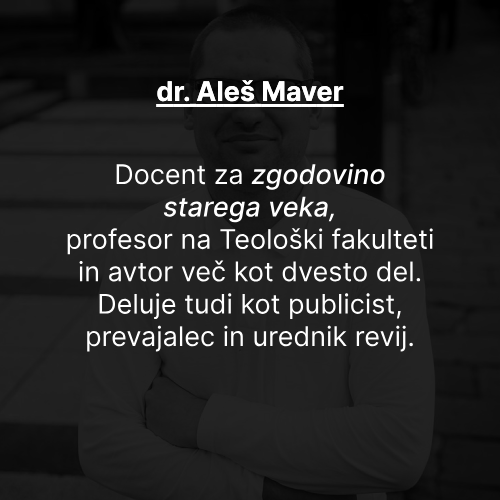 dr. Aleš Maver
Docent za zgodovino
starega veka,
profesor na Teološki fakulteti
in avtor več kot dvesto del.
Deluje tudi kot publicist,
prevajalec in urednik revij.